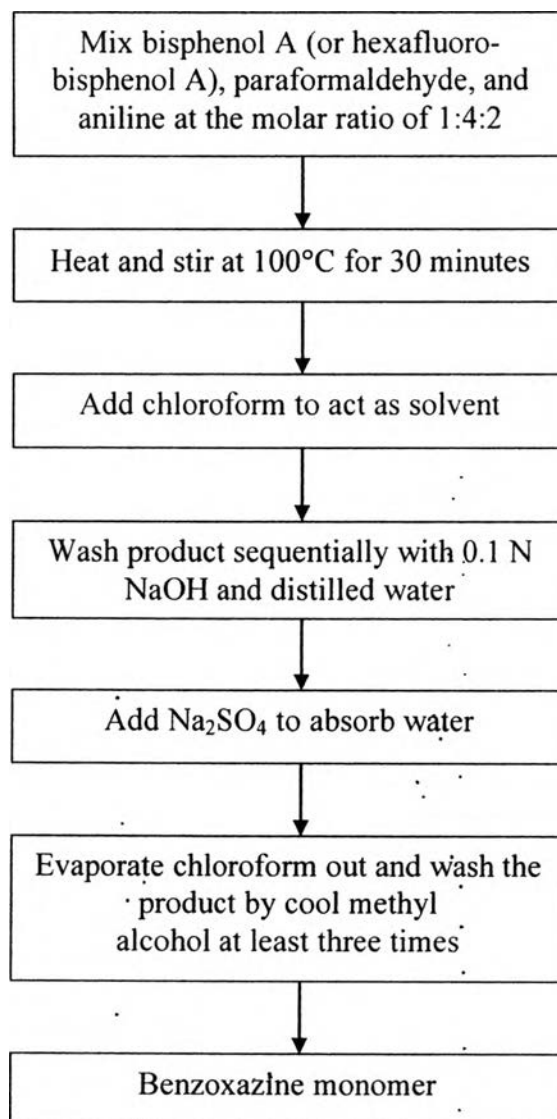 Mix bisphenol A (or hexafluoro-
bisphenol A), paraformaldehyde, and
aniline at the molar ratio of 1:4:2
Heat and stir at 100°C for 30 minutes
Add chloroform to act as solvent
Wash product sequentially with 0.1 N
NaOH and distilled water
Add Na₂SO₄ to absorb water
Evaporate chloroform out and wash the
product by cool methyl
alcohol at least three times
Benzoxazine monomer